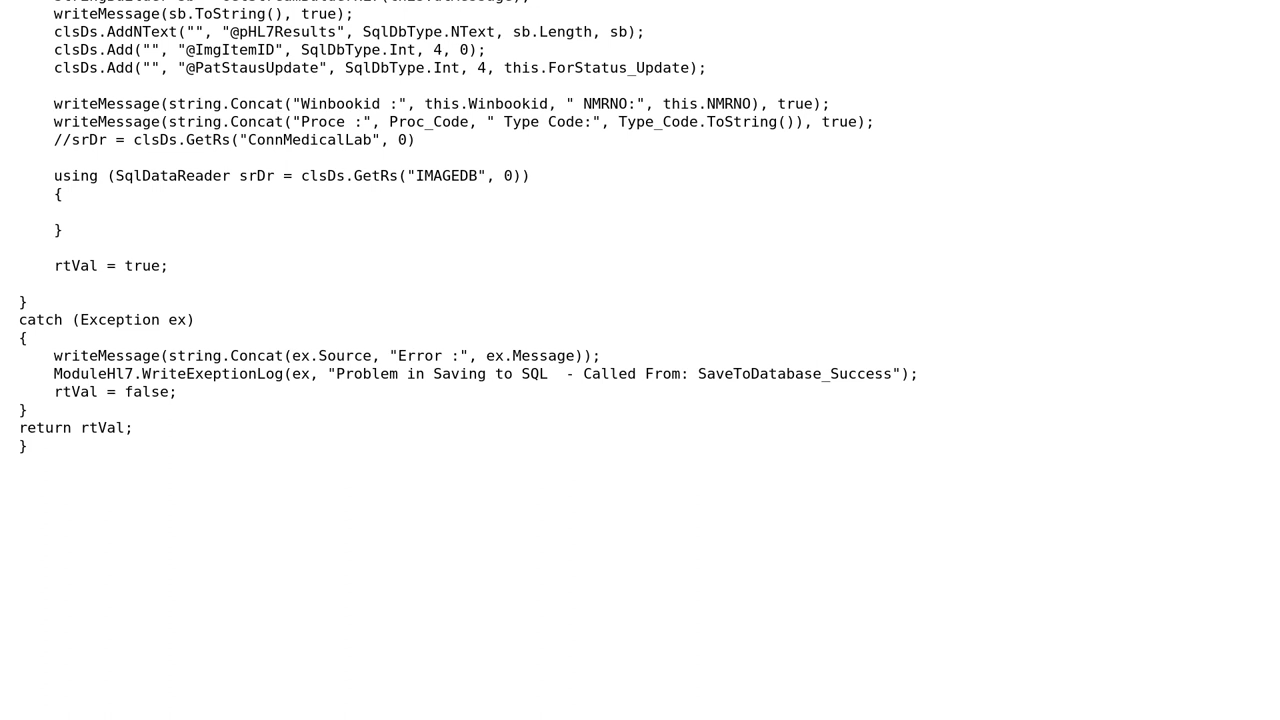 writeMessage(sb.ToString(), true);
clsDs.AddNText("", "@pHL7Results", SqlDbType.NText, sb.Length, sb);
clsDs.Add("", "@ImgItemID", SqlDbType.Int, 4, 0);
clsDs.Add("", "@PatStausUpdate", SqlDbType.Int, 4, this.ForStatus_Update);
writeMessage(string.Concat("Winbookid :", this.Winbookid, " NMRNO:", this.NMRNO), true);
writeMessage(string.Concat("Proce :", Proc_Code, " Type Code:", Type_Code.ToString()), true);
//srDr = clsDs.GetRs("ConnMedicalLab", 0)
using (SqlDataReader srDr = clsDs.GetRs("IMAGEDB", 0))
{
}
rtVal = true;
}
catch (Exception ex)
{
writeMessage(string.Concat(ex.Source, "Error :", ex.Message));
ModuleHl7.WriteExeptionLog(ex, "Problem in Saving to SQL  - Called From: SaveToDatabase_Success");
rtVal = false;
}
return rtVal;
}